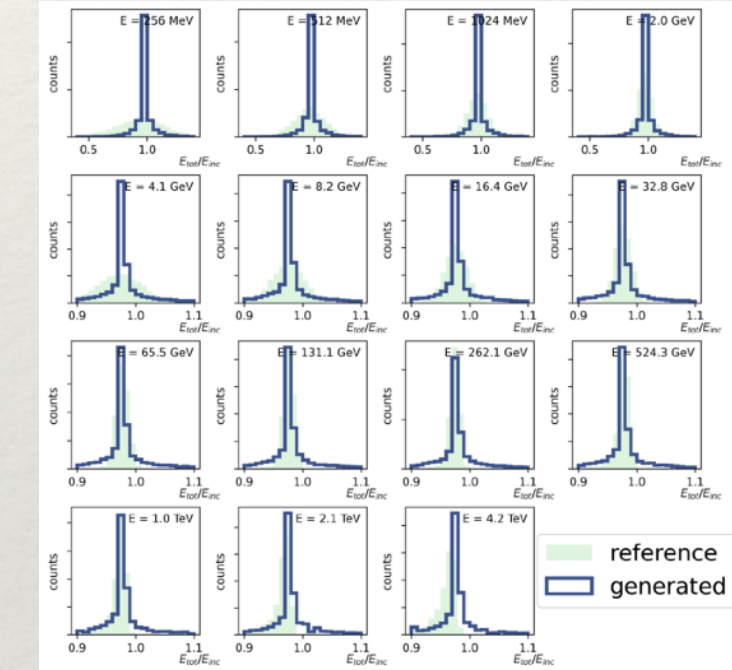 E = 256 MeV
counts
0.5 1.0
E_tot/E_inc
E = 512 MeV
counts
0.5 1.0
E_tot/E_inc
E = 1024 MeV
counts
0.5 1.0
E_tot/E_inc
E = 2.0 GeV
counts
0.5 1.0
E_tot/E_inc
E = 4.1 GeV
counts
0.9 1.0 1.1
E_tot/E_inc
E = 8.2 GeV
counts
0.9 1.0 1.1
E_tot/E_inc
E = 16.4 GeV
counts
0.9 1.0 1.1
E_tot/E_inc
E = 32.8 GeV
counts
0.9 1.0 1.1
E_tot/E_inc
E = 65.5 GeV
counts
0.9 1.0 1.1
E_tot/E_inc
E = 131.1 GeV
counts
0.9 1.0 1.1
E_tot/E_inc
E = 262.1 GeV
counts
0.9 1.0 1.1
E_tot/E_inc
E = 524.3 GeV
counts
0.9 1.0 1.1
E_tot/E_inc
E = 1.0 TeV
counts
0.9 1.0 1.1
E_tot/E_inc
E = 2.1 TeV
counts
0.9 1.0 1.1
E_tot/E_inc
E = 4.2 TeV
counts
0.9 1.0 1.1
E_tot/E_inc
reference
generated